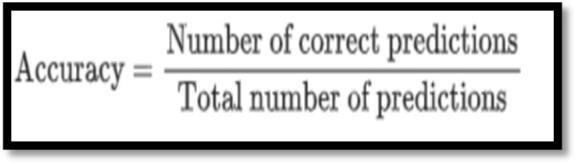 Number of correct predictions
Accuracy =
Total number of predictions